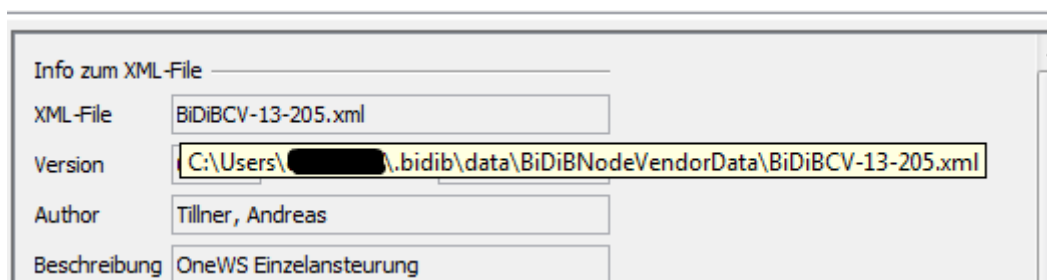 Info zum XML-File
XML-File BiDiBCV-13-205.xml
Version C:\Users\ \.bidib\data\BiDiBNodeVendorData\BiDiBCV-13-205.xml
Author Tillner, Andreas
Beschreibung OneWS Einzelansteurung